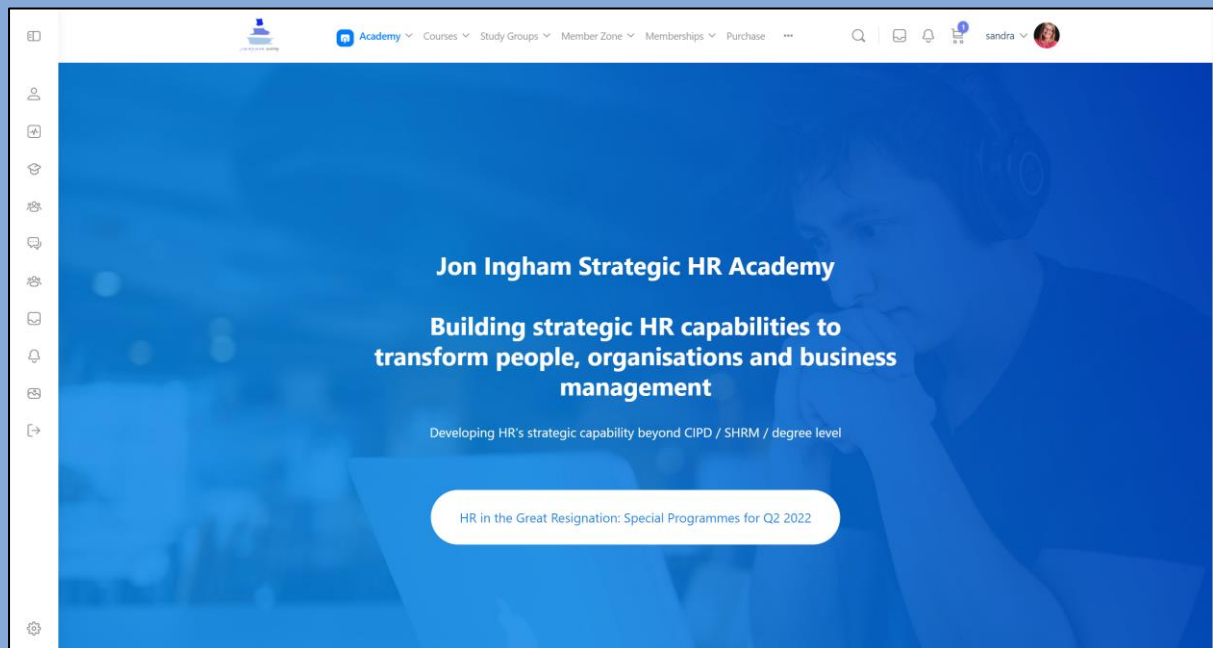 Academy Courses Study Groups Member Zone Memberships Purchase ••• 1 sandra
Jon Ingham Strategic HR Academy
Building strategic HR capabilities to
transform people, organisations and business
management
Developing HR's strategic capability beyond CIPD / SHRM / degree level
HR in the Great Resignation: Special Programmes for Q2 2022